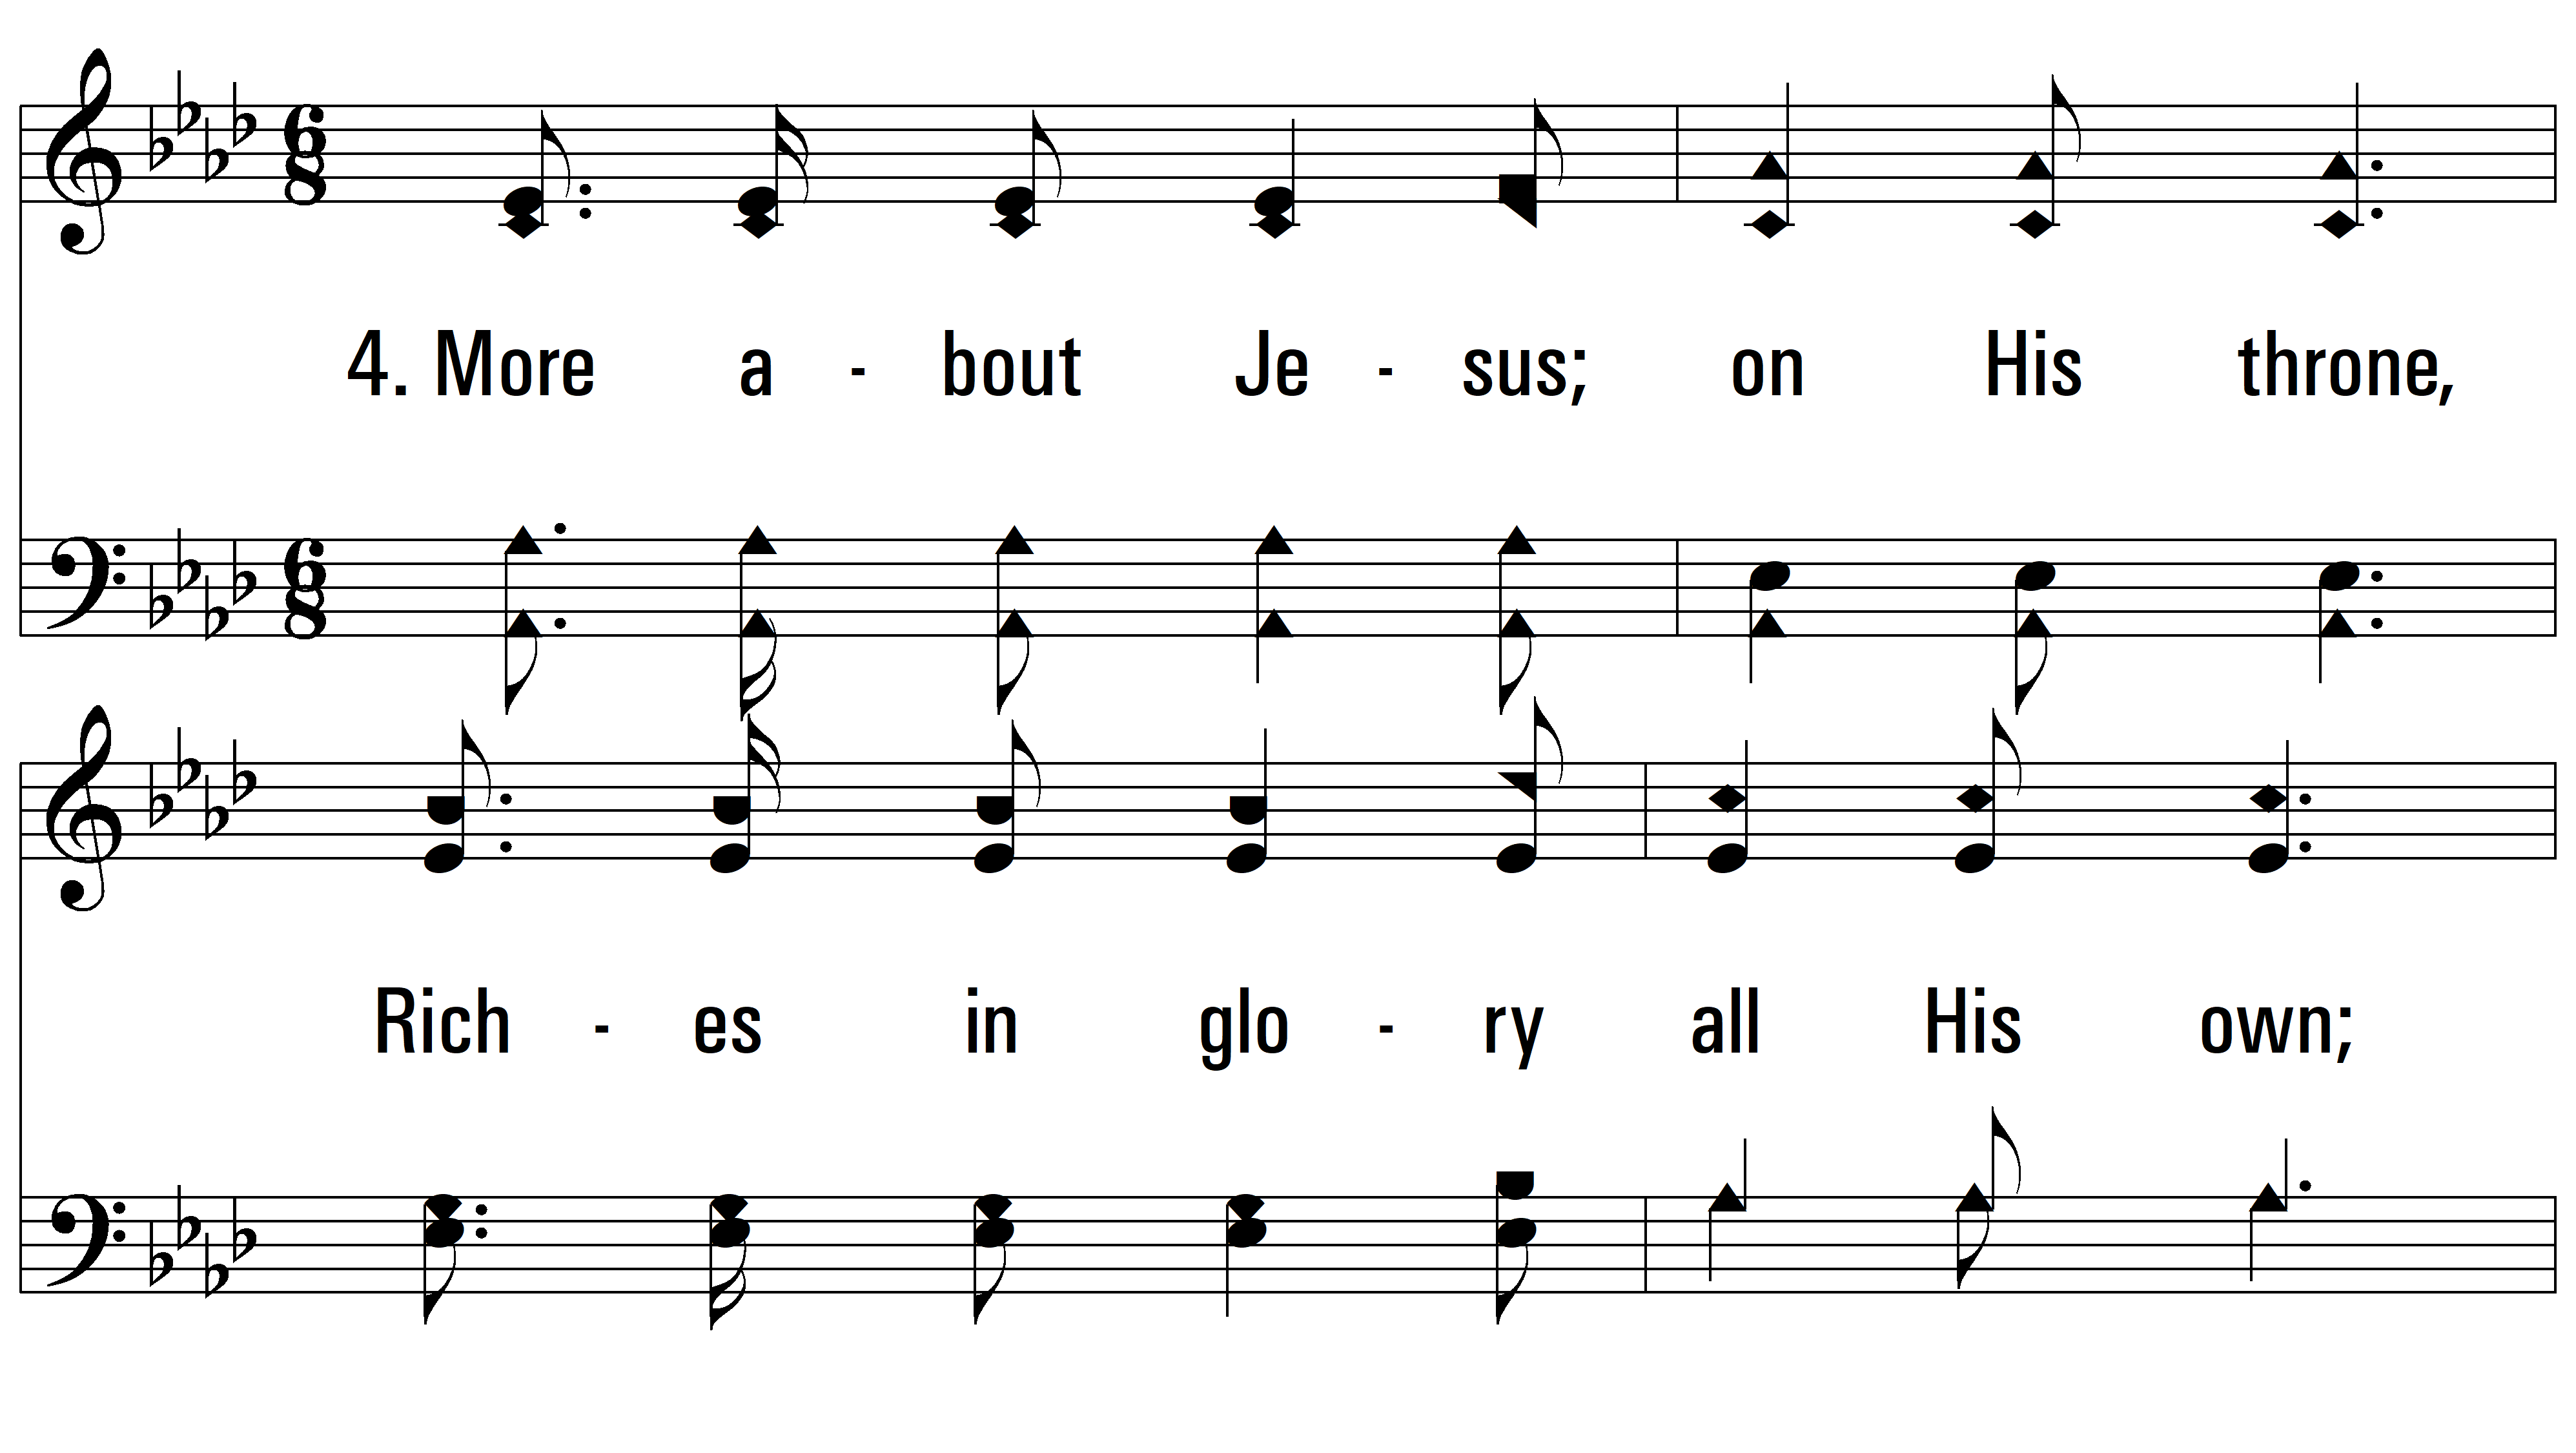 4. More a - bout Je - sus; on His throne,
Rich - es in glo - ry all His own;